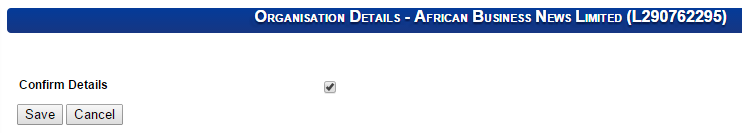 Organisation Details - African Business News Limited (L290762295)
Confirm Details
Save Cancel